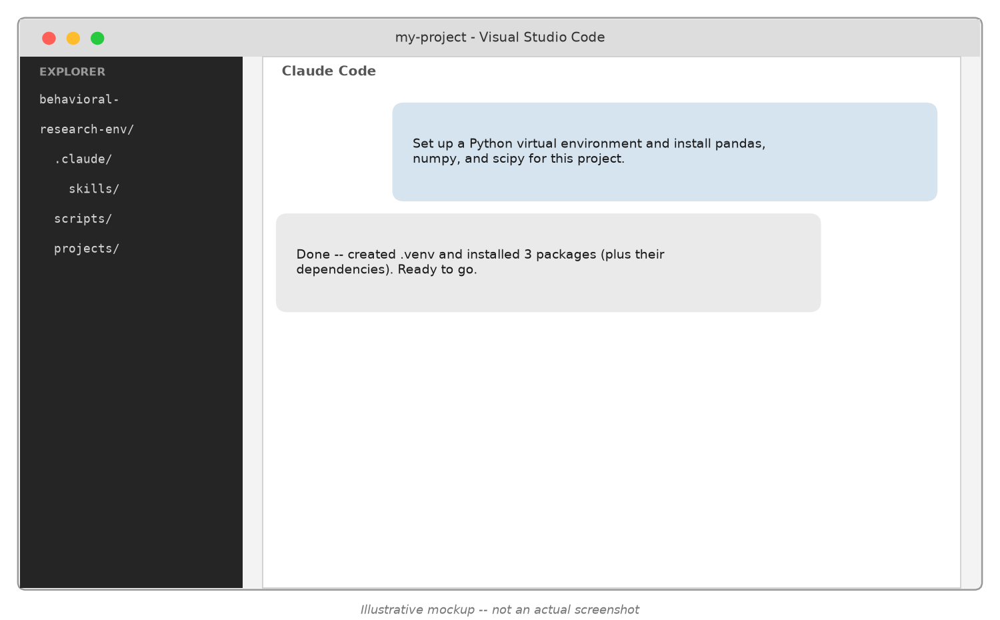 my-project - Visual Studio Code
EXPLORER
behavioral-
research-env/
.claude/
skills/
scripts/
projects/
Claude Code
Set up a Python virtual environment and install pandas,
numpy, and scipy for this project.
Done -- created .venv and installed 3 packages (plus their
dependencies). Ready to go.
Illustrative mockup -- not an actual screenshot